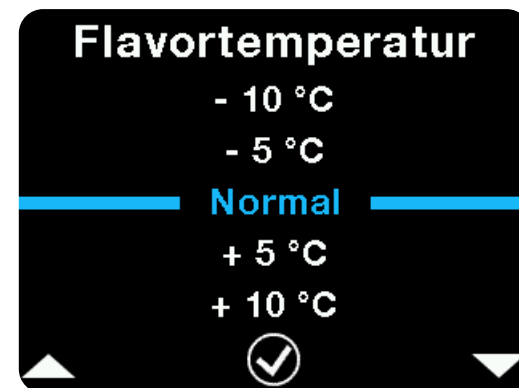 Flavortemperatur
- 10 °C
- 5 °C
Normal
+ 5 °C
+ 10 °C